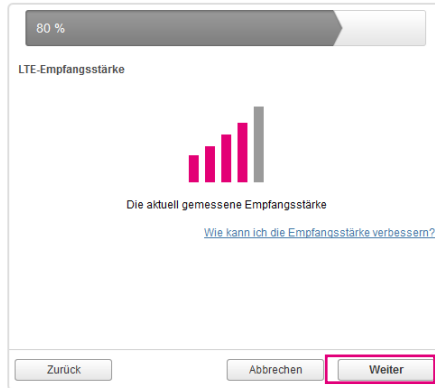 80 %
LTE-Empfangsstärke
Die aktuell gemessene Empfangsstärke
Wie kann ich die Empfangsstärke verbessern?
Zurück
Abbrechen
Weiter